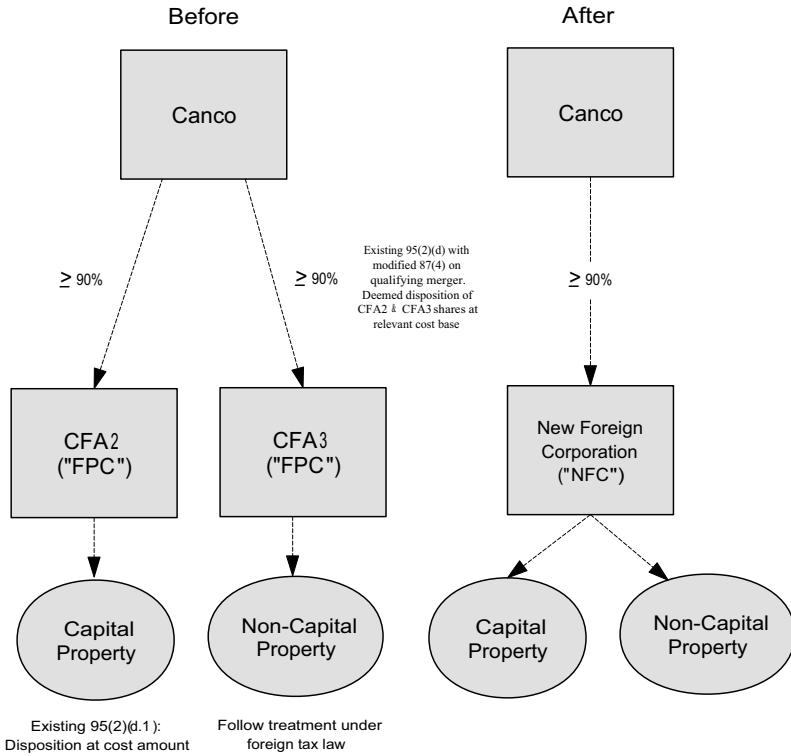 Before
After
Canco
Canco
≥ 90%
≥ 90%
Existing 95(2)(d) with
modified 87(4) on
qualifying merger.
Deemed disposition of
CFA2 & CFA3 shares at
relevant cost base
≥ 90%
CFA2
("FPC")
CFA3
("FPC")
New Foreign
Corporation
("NFC")
Capital
Property
Non-Capital
Property
Capital
Property
Non-Capital
Property
Existing 95(2)(d.1):
Disposition at cost amount
Follow treatment under
foreign tax law